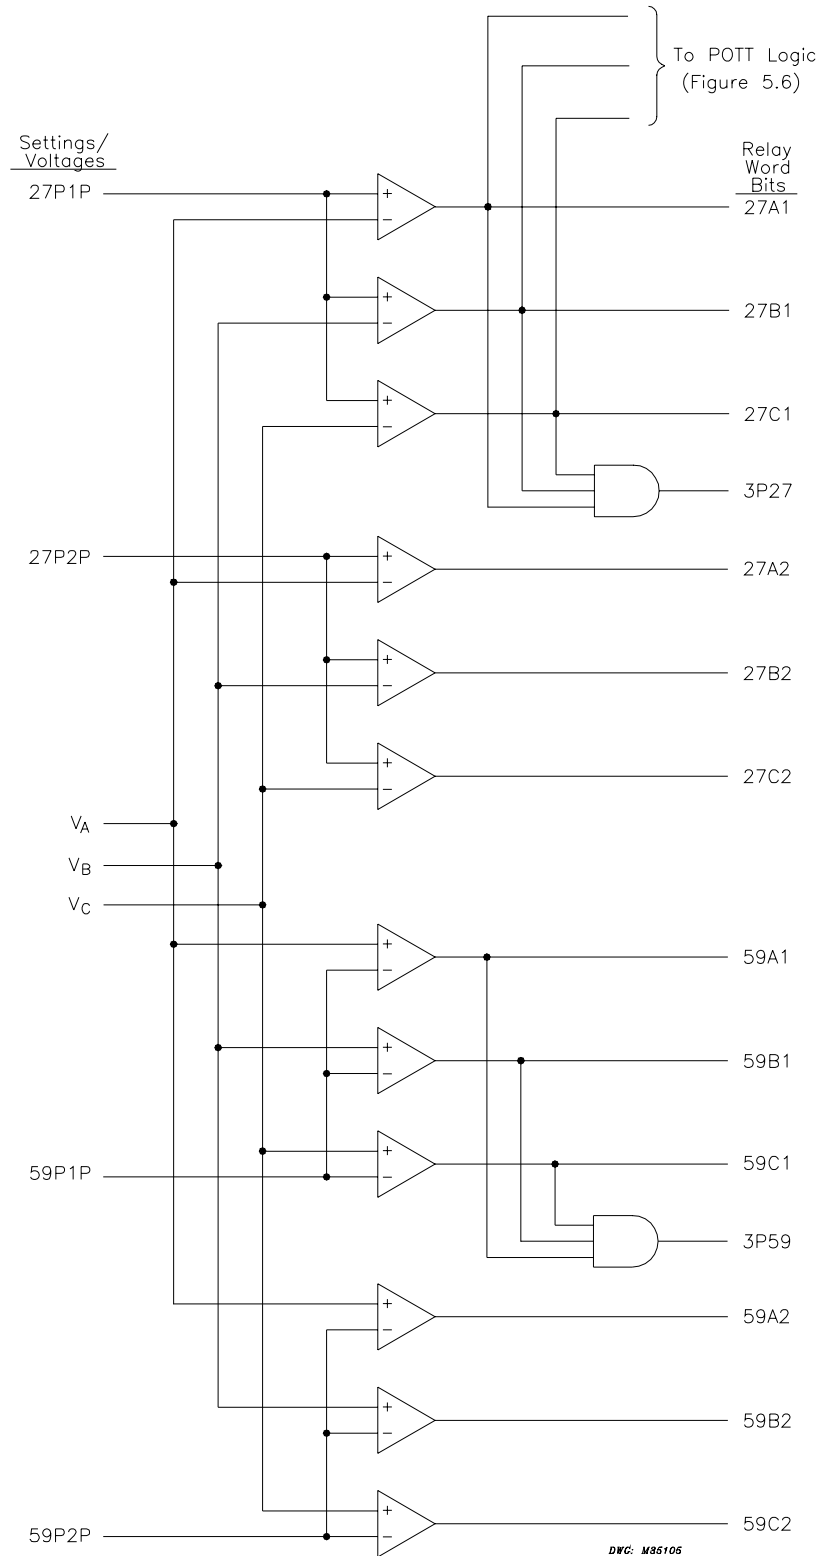 To POTT Logic
(Figure 5.6)
Settings/
Voltages
Relay
Word
Bits
27P1P
+
−
27A1
+
−
27B1
+
−
27C1
3P27
27P2P
+
−
27A2
+
−
27B2
+
−
27C2
VA
VB
VC
+
−
59A1
+
−
59B1
+
−
59C1
59P1P
3P59
+
−
59A2
+
−
59B2
+
−
59C2
59P2P
DWG: M35105